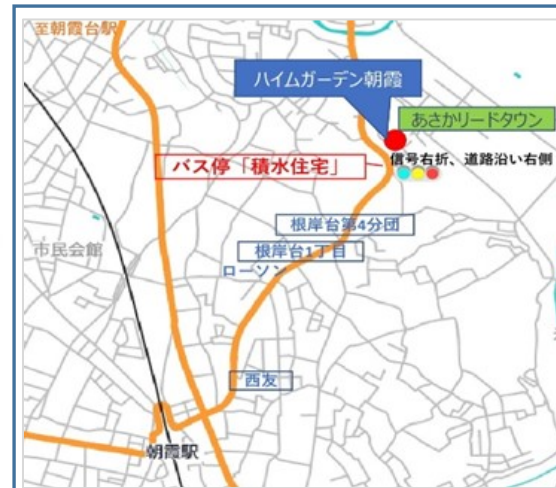 至朝霞台駅
ハイムガーデン朝霞
あさかリードタウン
信号右折、道路沿い右側
バス停「積水住宅」
根岸台第4分団
市民会館
根岸台1丁目
ローソン
西友
朝霞駅